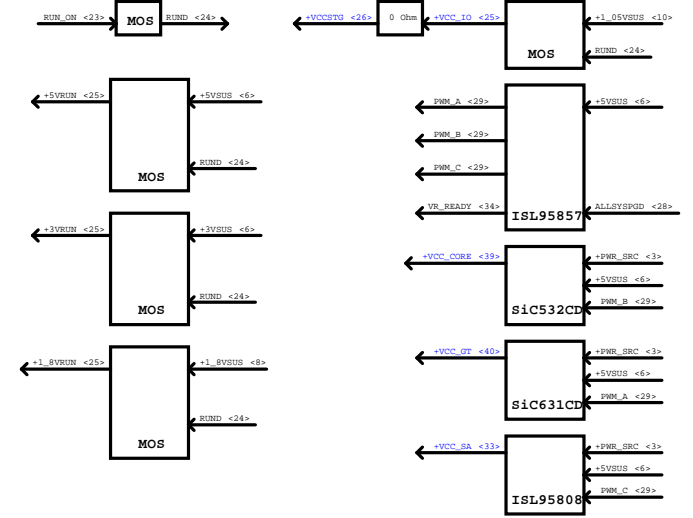 RUN_ON <23>
MOS
RUND <24>
+5VRUN <25>
+5VSUS <6>
RUND <24>
MOS
+3VRUN <25>
+3VSUS <6>
RUND <24>
MOS
+1_8VRUN <25>
+1_8VSUS <8>
RUND <24>
MOS
+VCCSTG <26>
0 Ohm
+VCC_IO <25>
+1_05VSUS <10>
RUND <24>
MOS
PWM_A <29>
+5VSUS <6>
PWM_B <29>
PWM_C <29>
VR_READY <34>
ALLSYSPGD <28>
ISL95857
+VCC_CORE <39>
+PWR_SRC <3>
+5VSUS <6>
PWM_B <29>
SiC532CD
+VCC_GT <40>
+PWR_SRC <3>
+5VSUS <6>
PWM_A <29>
SiC631CD
+VCC_SA <33>
+PWR_SRC <3>
+5VSUS <6>
PWM_C <29>
ISL95808